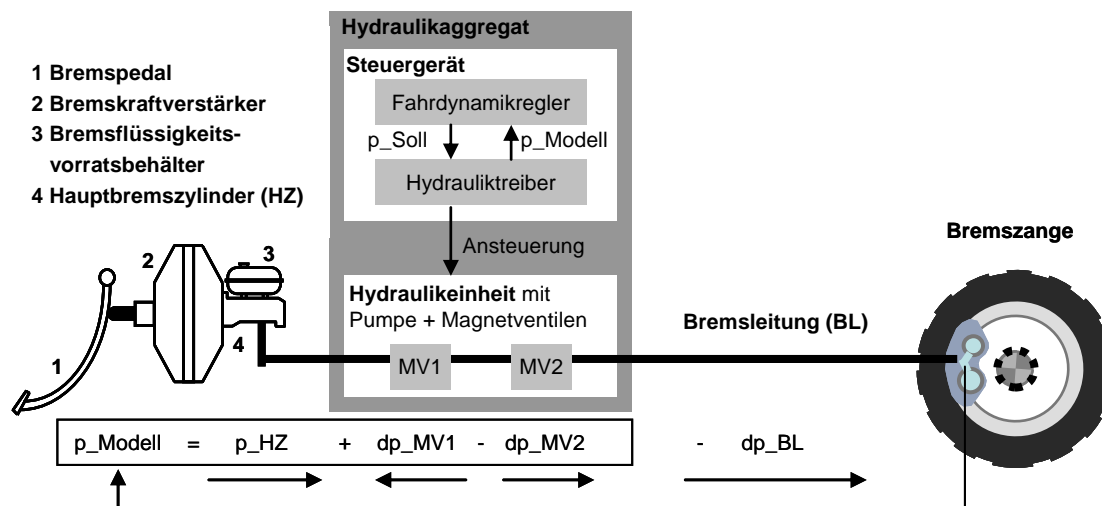 Hydraulikaggregat
Steuergerät
Fahrdynamikregler
p_Soll
p_Modell
Hydrauliktreiber
Ansteuerung
1 Bremspedal
2 Bremskraftverstärker
3 Bremsflüssigkeits-
vorratsbehälter
4 Hauptbremszylinder (HZ)
Bremszange
2
3
Hydraulikeinheit mit
Pumpe + Magnetventilen
Bremsleitung (BL)
4
1
MV1
MV2
p_Modell = p_HZ + dp_MV1 - dp_MV2 - dp_BL